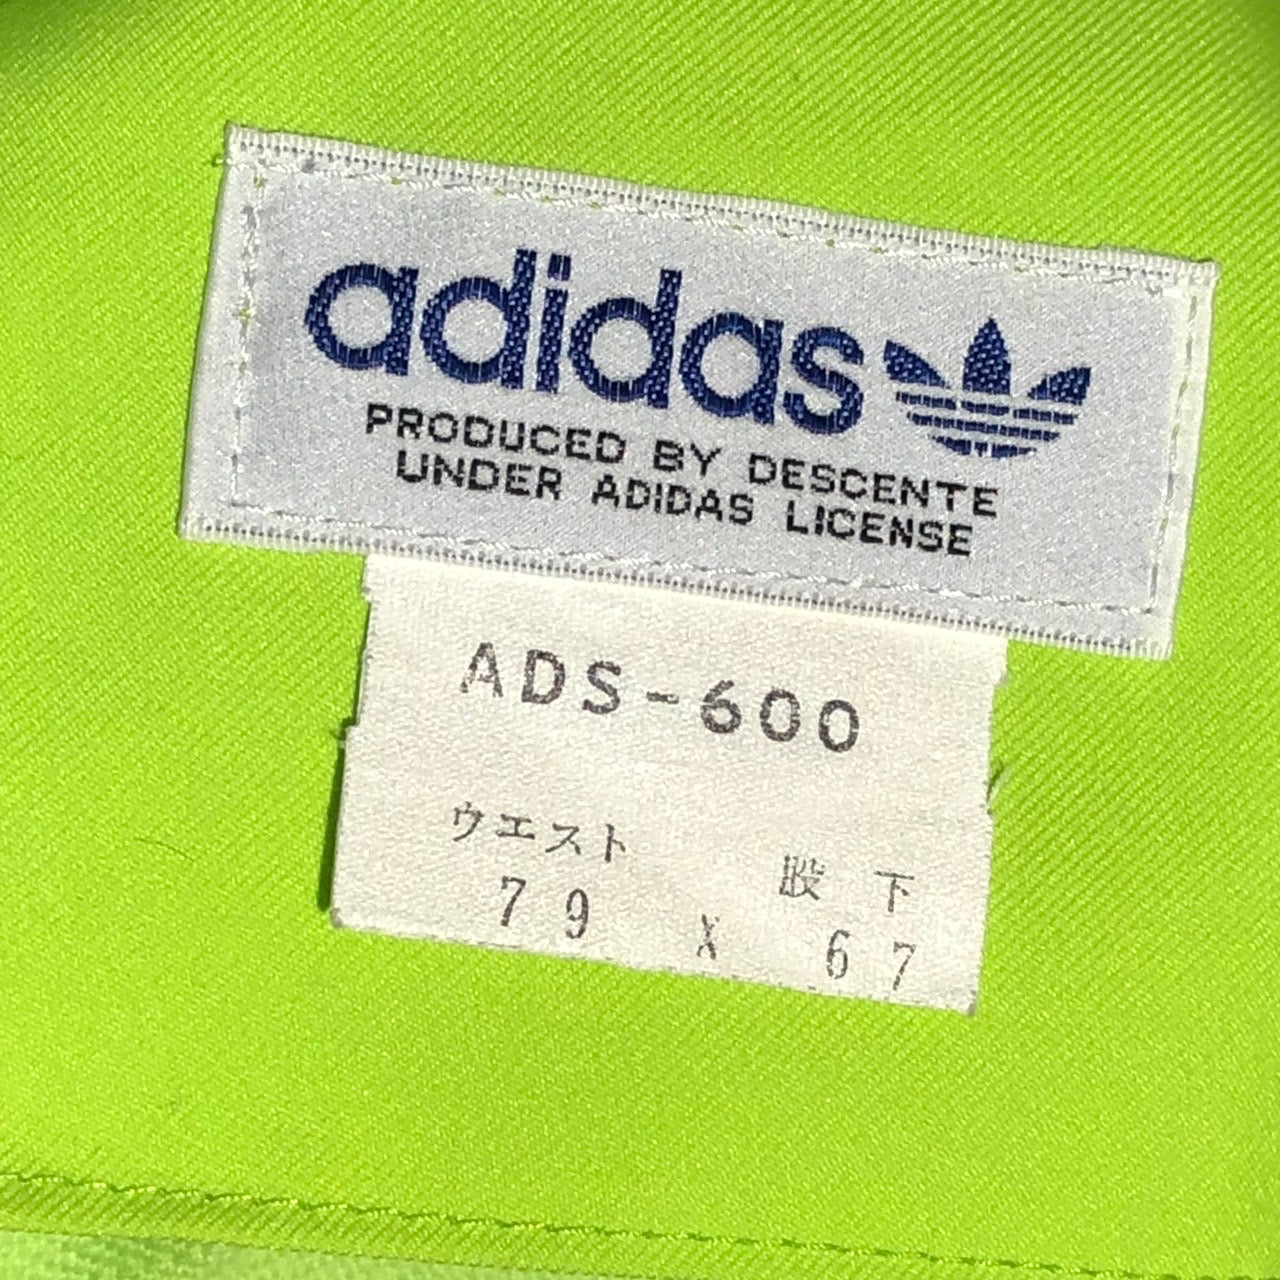 adidas
PRODUCED BY DESCENTE
UNDER ADIDAS LICENSE
ADS-600
ウエスト 股下
79 X 67